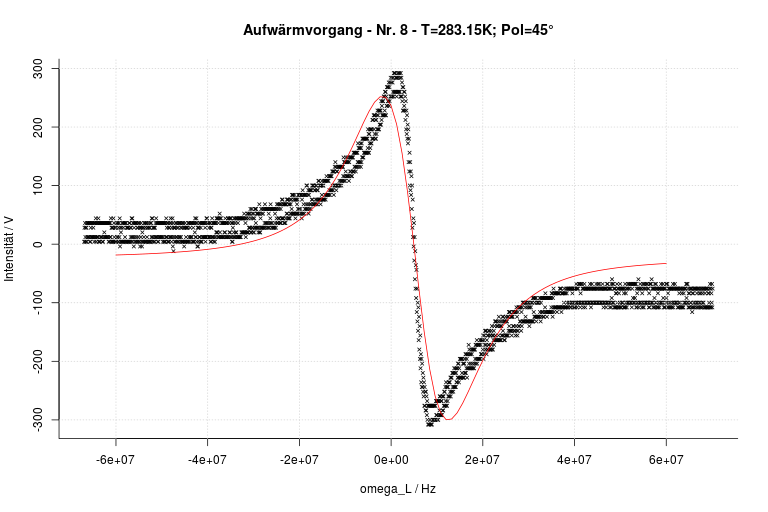 Aufwärmvorgang - Nr. 8 - T=283.15K; Pol=45°
300
200
100
0
-100
-200
-300
Intensität / V
-6e+07 -4e+07 -2e+07 0e+00 2e+07 4e+07 6e+07
omega_L / Hz